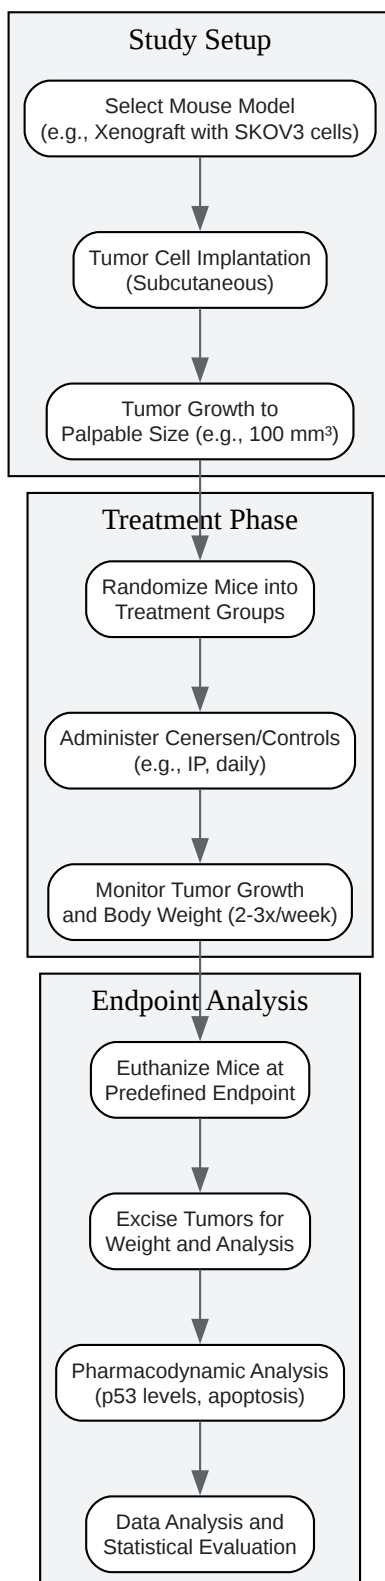 Study Setup
Select Mouse Model
(e.g., Xenograft with SKOV3 cells)
Tumor Cell Implantation
(Subcutaneous)
Tumor Growth to
Palpable Size (e.g., 100 mm³)
Treatment Phase
Randomize Mice into
Treatment Groups
Administer Cenersen/Controls
(e.g., IP, daily)
Monitor Tumor Growth
and Body Weight (2-3x/week)
Endpoint Analysis
Euthanize Mice at
Predefined Endpoint
Excise Tumors for
Weight and Analysis
Pharmacodynamic Analysis
(p53 levels, apoptosis)
Data Analysis and
Statistical Evaluation